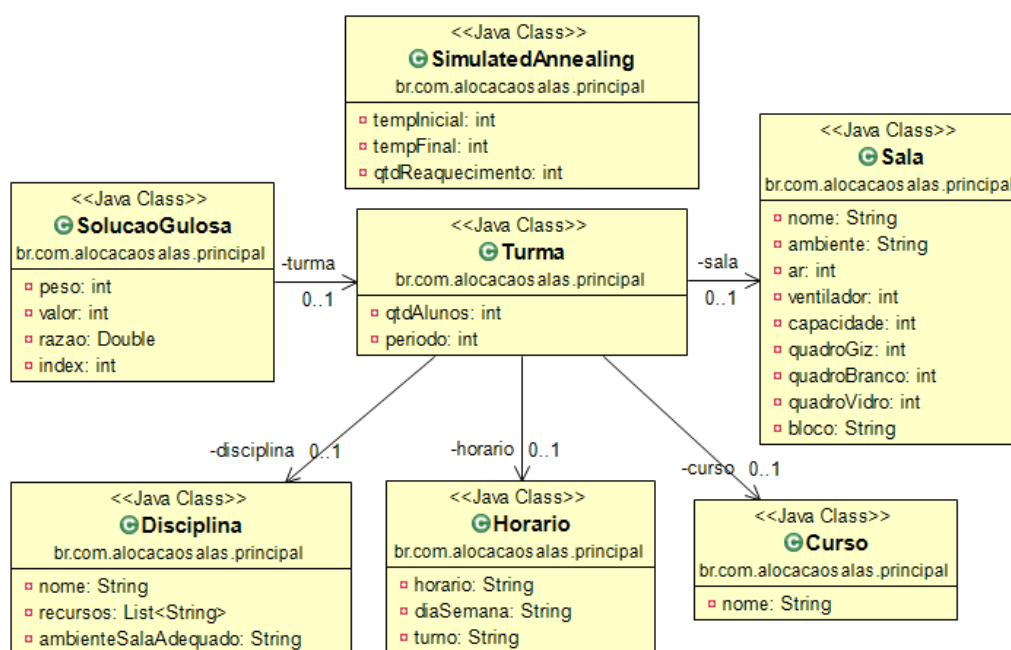 <<Java Class>>
SimulatedAnnealing
br.com.alocacaosalas.principal
tempInicial: int
tempFinal: int
qtdReaquecimento: int
<<Java Class>>
Sala
br.com.alocacaosalas.principal
nome: String
ambiente: String
ar: int
ventilador: int
capacidade: int
quadroGiz: int
quadroBranco: int
quadroVidro: int
bloco: String
<<Java Class>>
SolucaoGulosa
br.com.alocacaosalas.principal
peso: int
valor: int
razao: Double
index: int
-turma
0..1
<<Java Class>>
Turma
br.com.alocacaosalas.principal
qtdAlunos: int
periodo: int
-sala
0..1
-disciplina 0..1
-horario 0..1
-curso 0..1
<<Java Class>>
Disciplina
br.com.alocacaosalas.principal
nome: String
recursos: List<String>
ambienteSalaAdequado: String
<<Java Class>>
Horario
br.com.alocacaosalas.principal
horario: String
diaSemana: String
turno: String
<<Java Class>>
Curso
br.com.alocacaosalas.principal
nome: String